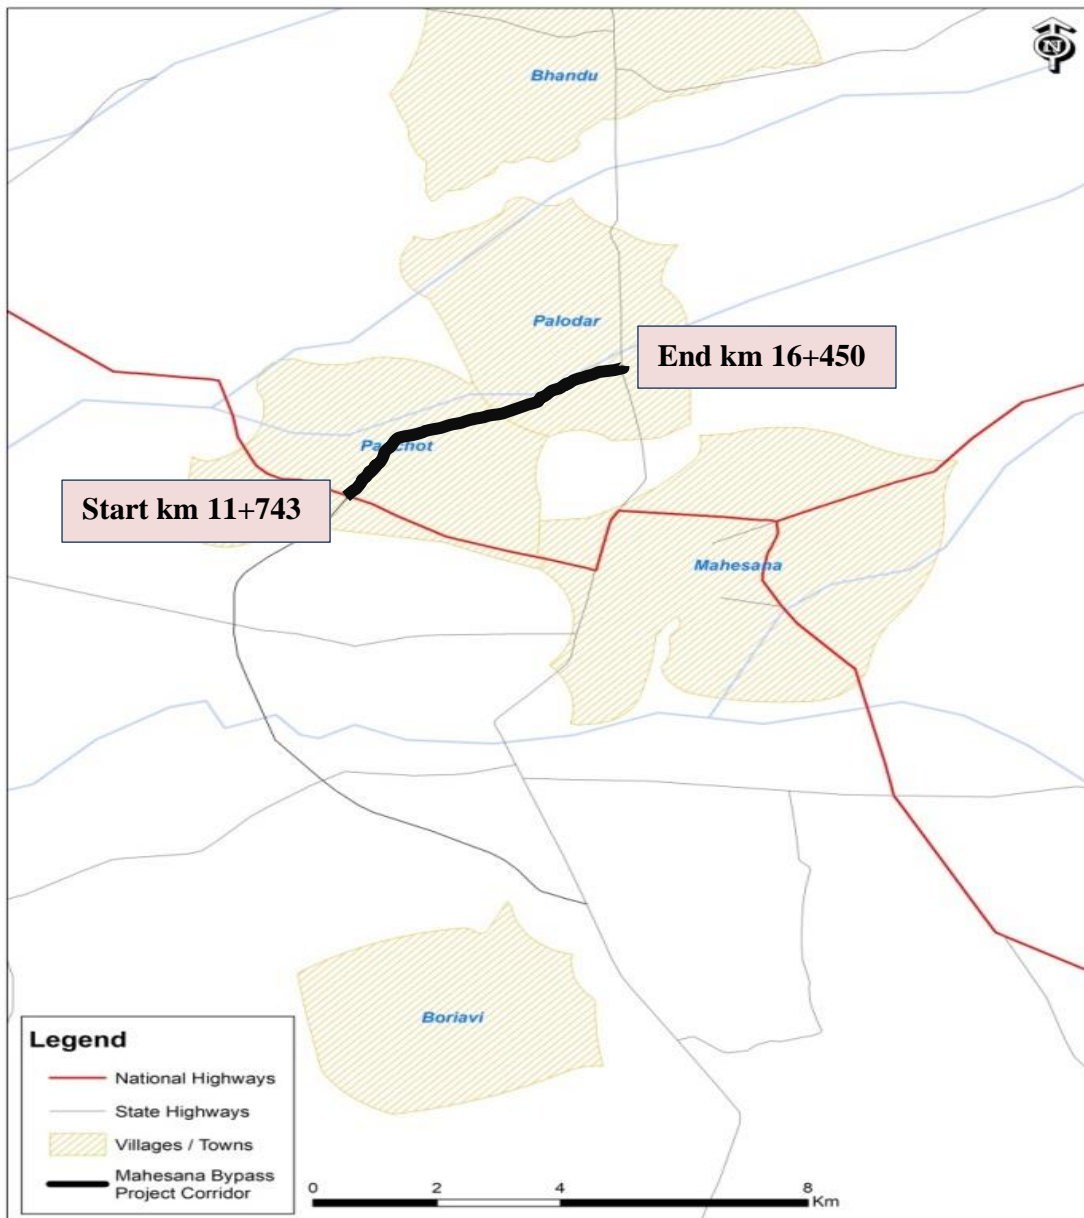 N
Bhandu
Palodar
End km 16+450
Start km 11+743
Mahesana
Boriavi
Legend
National Highways
State Highways
Villages / Towns
Mahesana Bypass
Project Corridor
0 2 4 8
Km